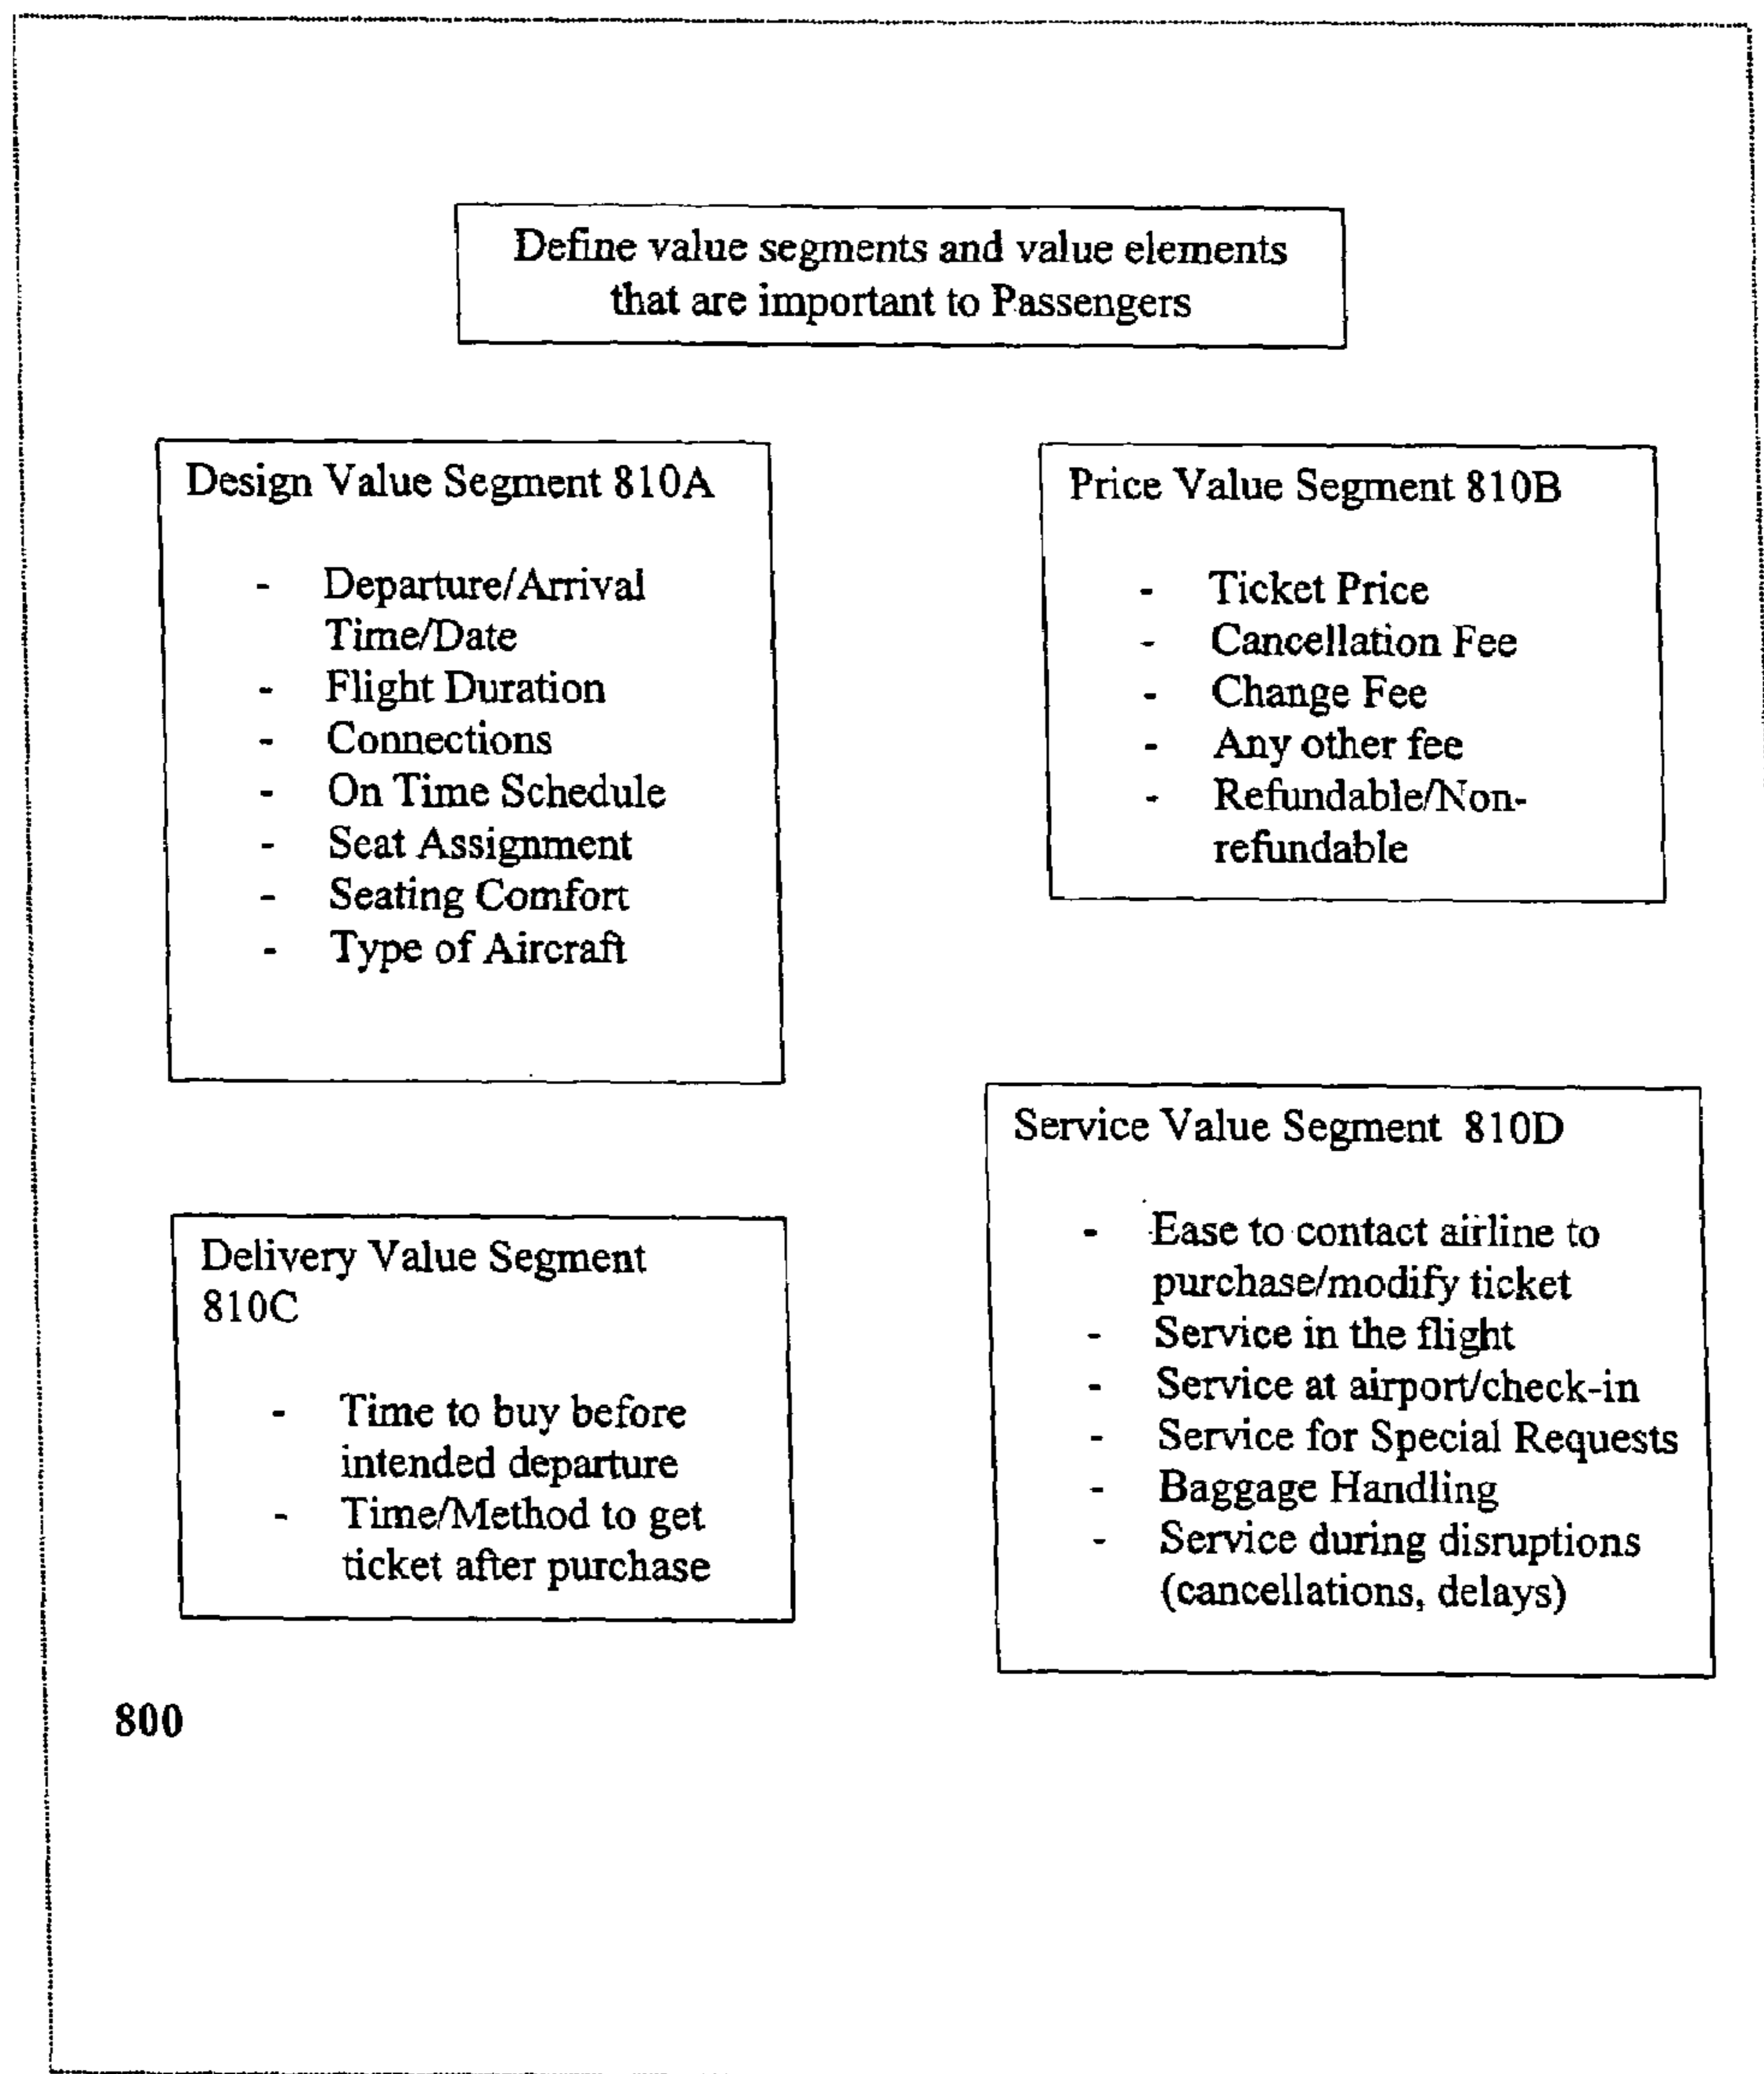 Define value segments and value elements
that are important to Passengers
Design Value Segment 810A
- Departure/Arrival
Time/Date
- Flight Duration
- Connections
- On Time Schedule
- Seat Assignment
- Seating Comfort
- Type of Aircraft
Price Value Segment 810B
- Ticket Price
- Cancellation Fee
- Change Fee
- Any other fee
- Refundable/Non-
refundable
Delivery Value Segment
810C
- Time to buy before
intended departure
- Time/Method to get
ticket after purchase
Service Value Segment 810D
- Ease to contact airline to
purchase/modify ticket
- Service in the flight
- Service at airport/check-in
- Service for Special Requests
- Baggage Handling
- Service during disruptions
(cancellations, delays)
800